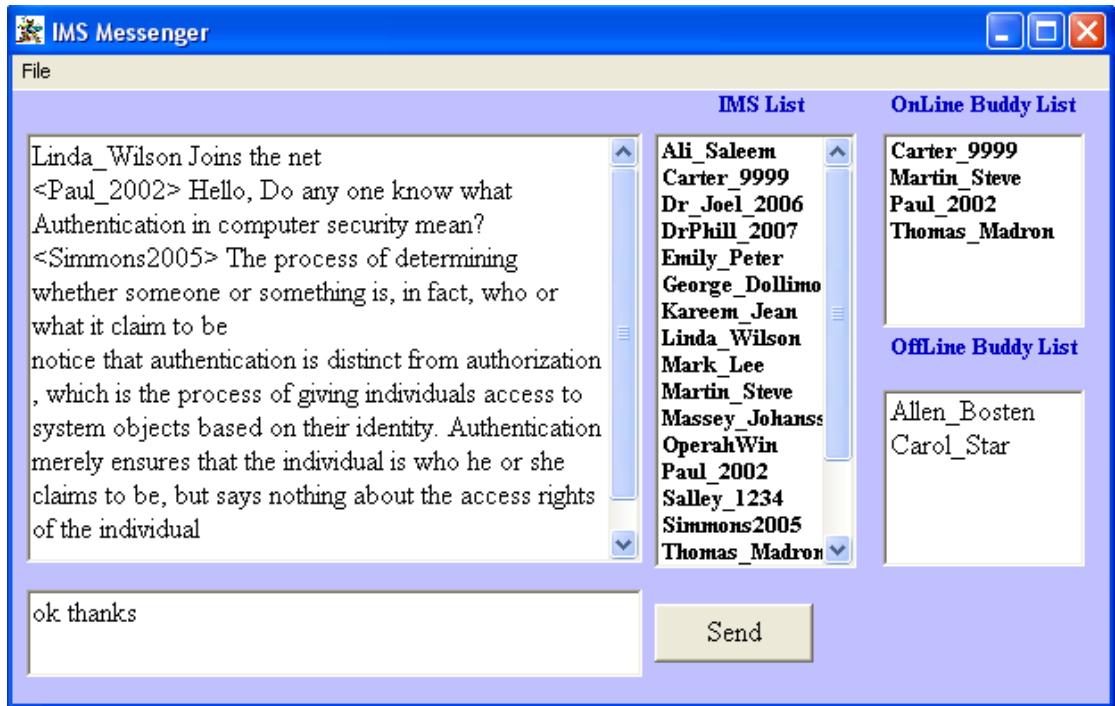 IMS Messenger
File
IMS List
OnLine Buddy List
Linda_Wilson Joins the net
<Paul_2002> Hello, Do any one know what
Authentication in computer security mean?
<Simmons2005> The process of determining
whether someone or something is, in fact, who or
what it claim to be
notice that authentication is distinct from authorization
, which is the process of giving individuals access to
system objects based on their identity. Authentication
merely ensures that the individual is who he or she
claims to be, but says nothing about the access rights
of the individual
Ali_Saleem
Carter_9999
Dr_Joel_2006
DrPhill_2007
Emily_Peter
George_Dollimo
Kareem_Jean
Linda_Wilson
Mark_Lee
Martin_Steve
Massey_Johanss
OperahWin
Paul_2002
Salley_1234
Simmons2005
Thomas_Madron
Carter_9999
Martin_Steve
Paul_2002
Thomas_Madron
OffLine Buddy List
Allen_Bosten
Carol_Star
ok thanks
Send